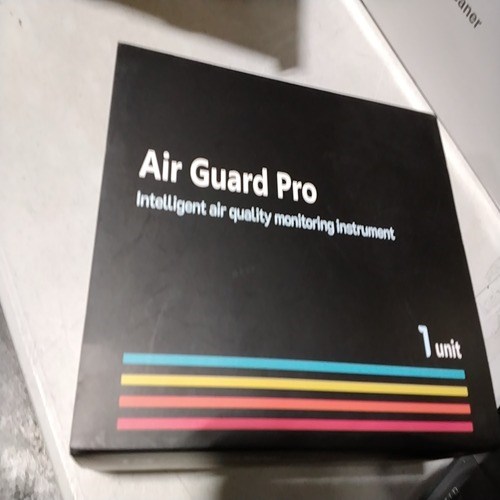 Air Guard Pro
Intelligent air quality monitoring instrument
1 unit